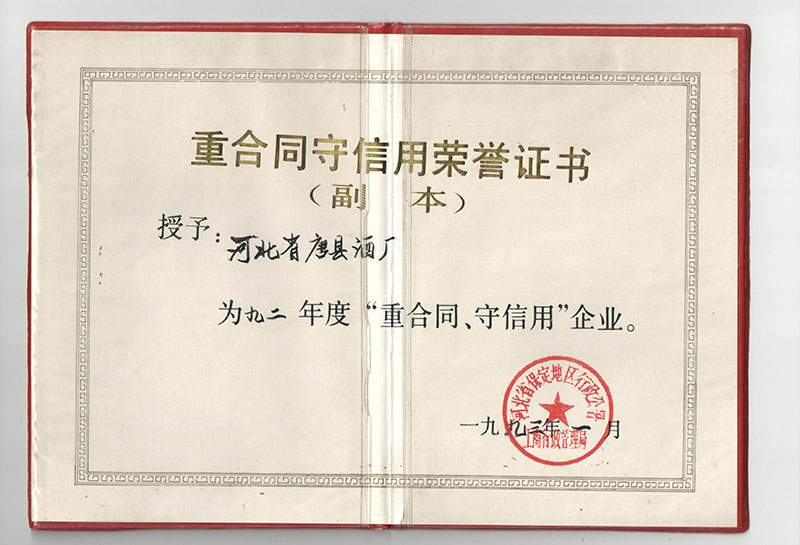 重合同守信用荣誉证书
（副 本）
授予：河北省唐县酒厂
为九二年度“重合同、守信用”企业。
河北省保定地区行政公署
工商行政管理局
一九九三年一月